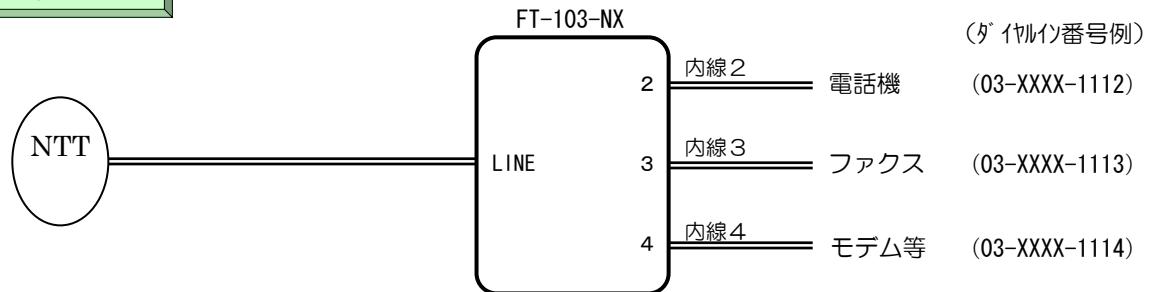 FT-103-NX
（ﾀﾞｲﾔﾙｲﾝ番号例）
2 内線２ 電話機 （03-XXXX-1112）
NTT LINE 3 内線３ ファクス （03-XXXX-1113）
4 内線４ モデム等 （03-XXXX-1114）